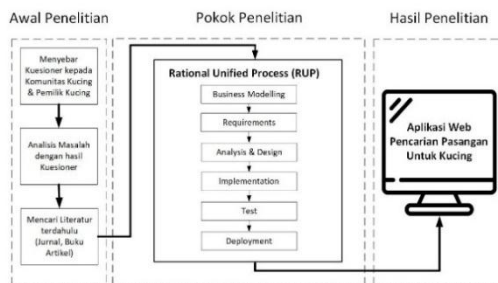 Awal Penelitian
Menyebar
Kuesioner kepada
Komunitas Kucing
& Pemilik Kucing
Analisis Masalah
dengan hasil
Kuesioner
Mencari Literatur
terdahulu
(Jurnal, Buku
Artikel)
Pokok Penelitian
Rational Unified Process (RUP)
Business Modelling
Requirements
Analysis & Design
Implementation
Test
Deployment
Hasil Penelitian
Aplikasi Web
Pencarian Pasangan
Untuk Kucing